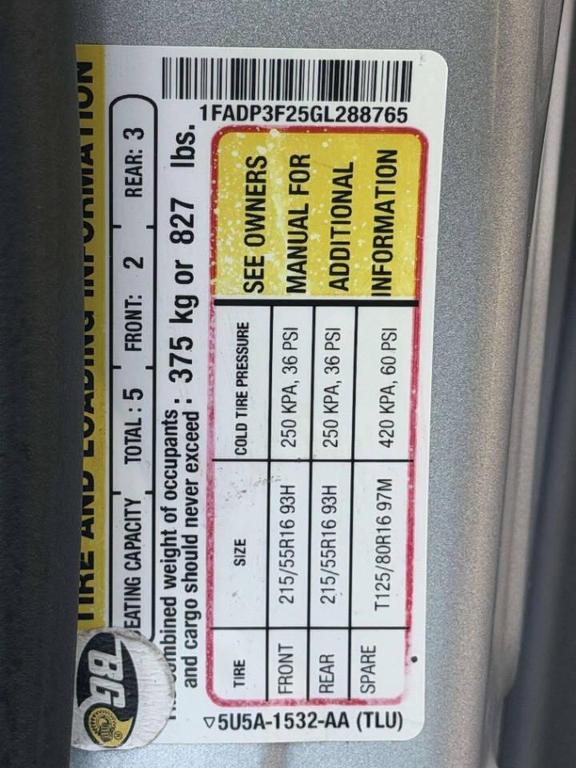 TIRE AND LOADING INFORMATION
SEATING CAPACITY TOTAL: 5 FRONT: 2 REAR: 3
combined weight of occupants
and cargo should never exceed : 375 kg or 827 lbs.
TIRE SIZE COLD TIRE PRESSURE
FRONT 215/55R16 93H 250 KPA, 36 PSI
REAR 215/55R16 93H 250 KPA, 36 PSI
SPARE T125/80R16 97M 420 KPA, 60 PSI
SEE OWNERS
MANUAL FOR
ADDITIONAL
INFORMATION
5U5A-1532-AA (TLU)
1FADP3F25GL288765
BG